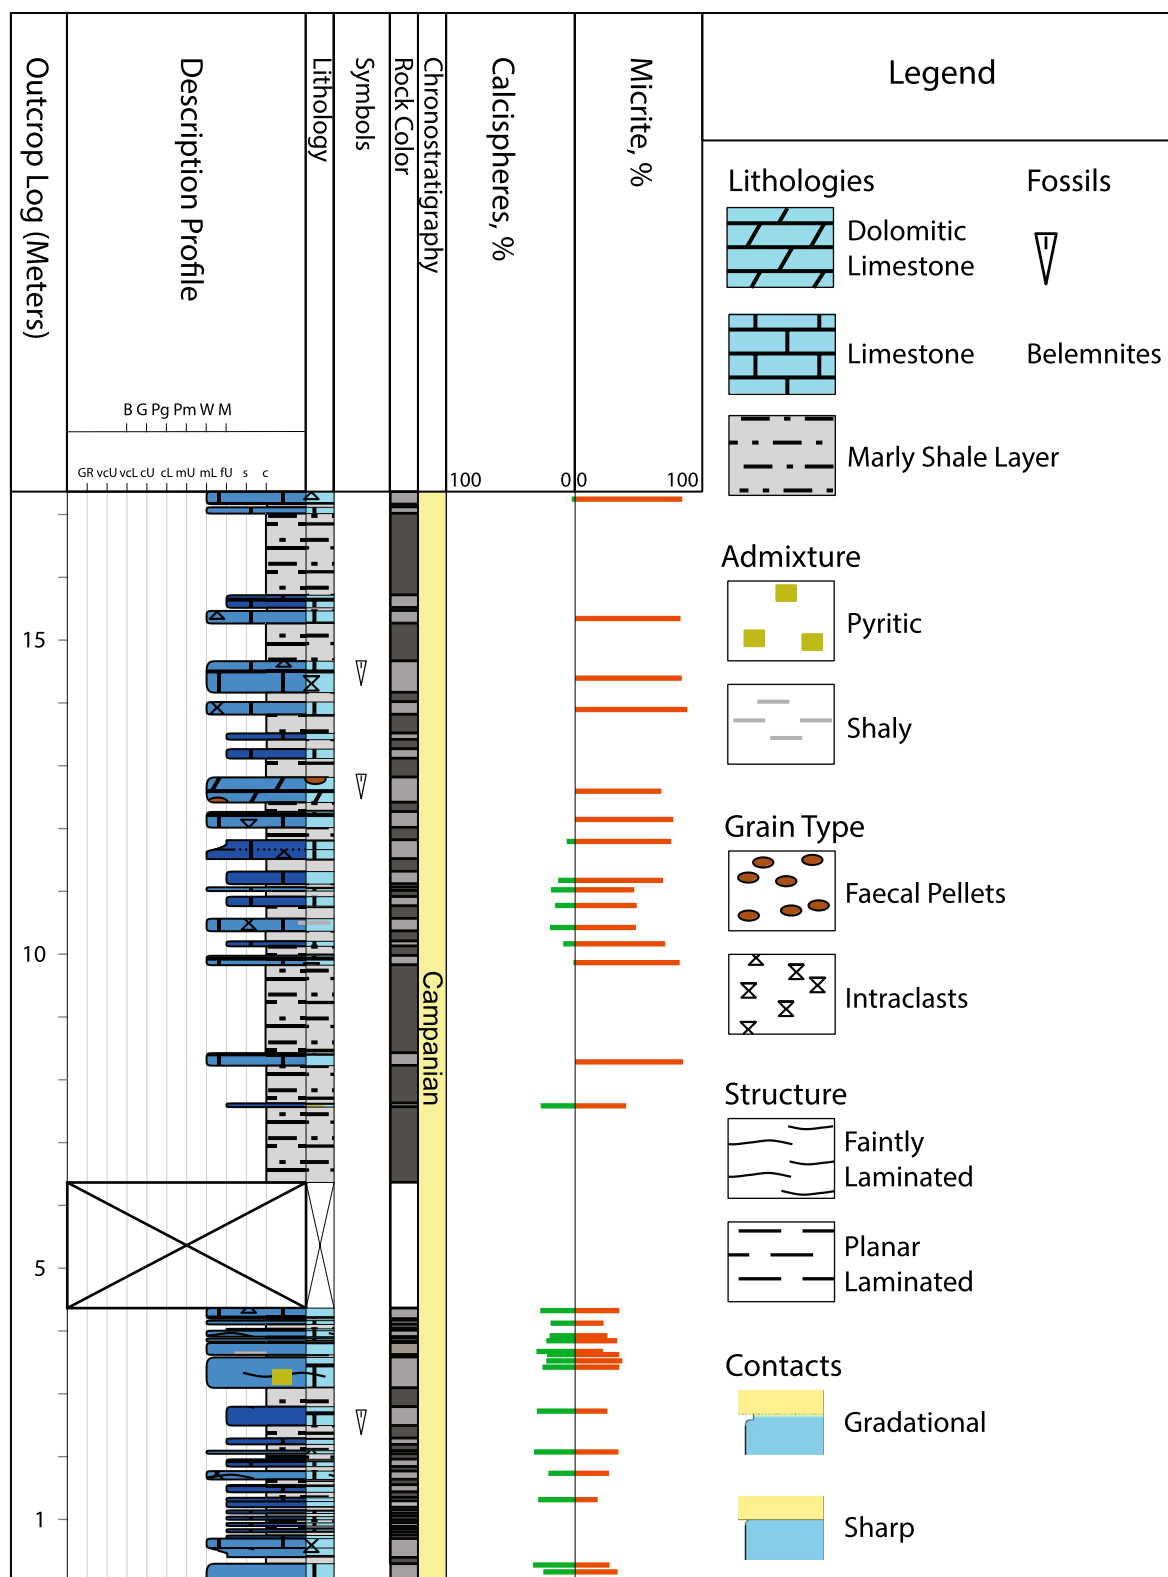 Outcrop Log (Meters)
Description Profile
Lithology
Symbols
Rock Color
Chronostratigraphy
Calcispheres, %
Micrite, %
B G Pg Pm W M
GR vcU vcL cU cL mU mL fU s c
100 0 0 100
15
10
5
1
Campanian
Legend
Lithologies
Dolomitic
Limestone
Limestone
Marly Shale Layer
Fossils
Belemnites
Admixture
Pyritic
Shaly
Grain Type
Faecal Pellets
Intraclasts
Structure
Faintly
Laminated
Planar
Laminated
Contacts
Gradational
Sharp